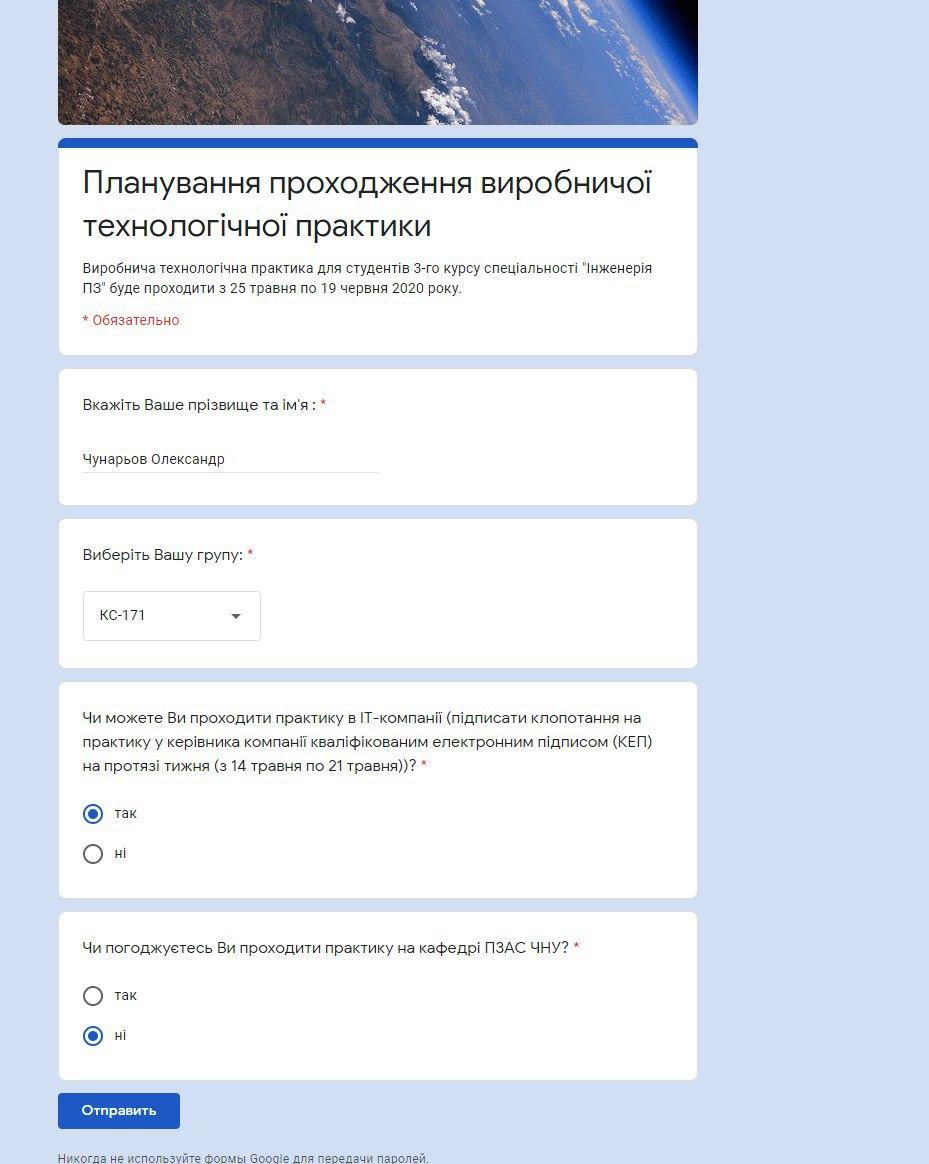 Планування проходження виробничої
технологічної практики
Виробнича технологічна практика для студентів 3-го курсу спеціальності "Інженерія
ПЗ" буде проходити з 25 травня по 19 червня 2020 року.
* Обязательно
Вкажіть Ваше прізвище та ім'я : *
Чунарьов Олександр
Виберіть Вашу групу: *
КС-171
Чи можете Ви проходити практику в ІТ-компанії (підписати клопотання на
практику у керівника компанії кваліфікованим електронним підписом (КЕП)
на протязі тижня (з 14 травня по 21 травня))? *
так
ні
Чи погоджуєтесь Ви проходити практику на кафедрі ПЗАС ЧНУ? *
так
ні
Отправить
Никогда не используйте формы Google для передачи паролей.